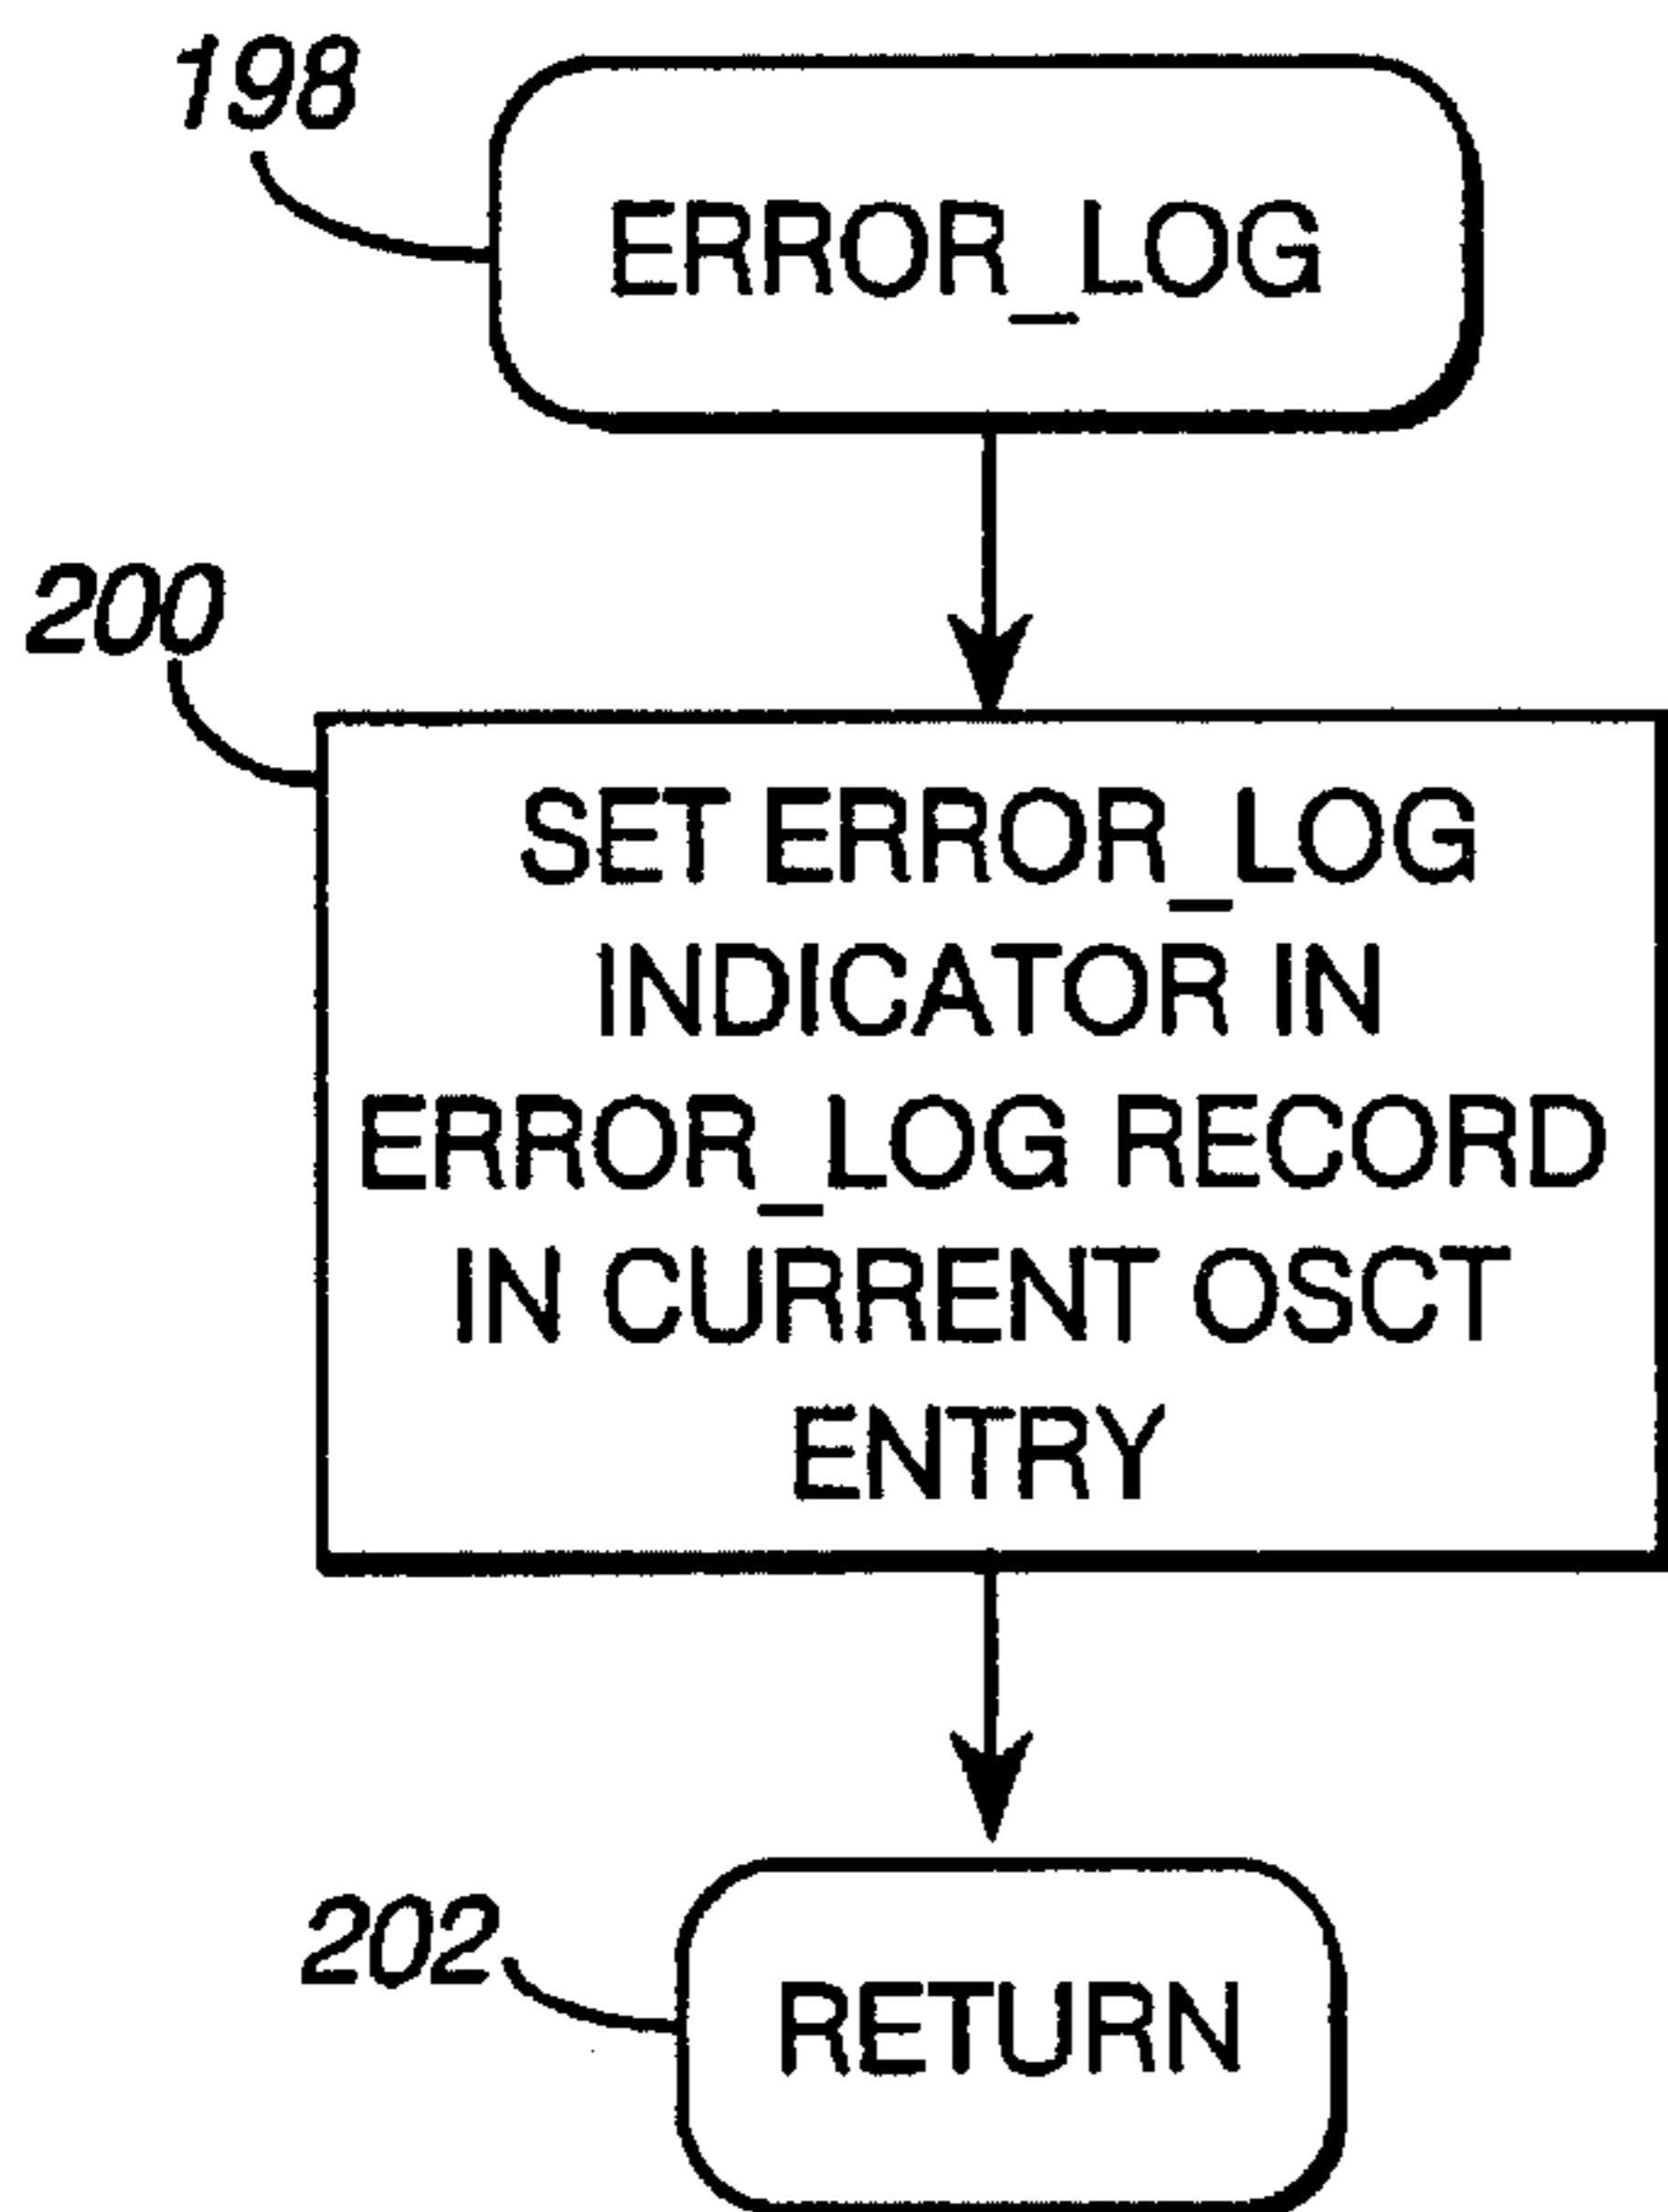 198
ERROR_LOG
200
SET ERROR_LOG
INDICATOR IN
ERROR_LOG RECORD
IN CURRENT OSCT
ENTRY
202
RETURN